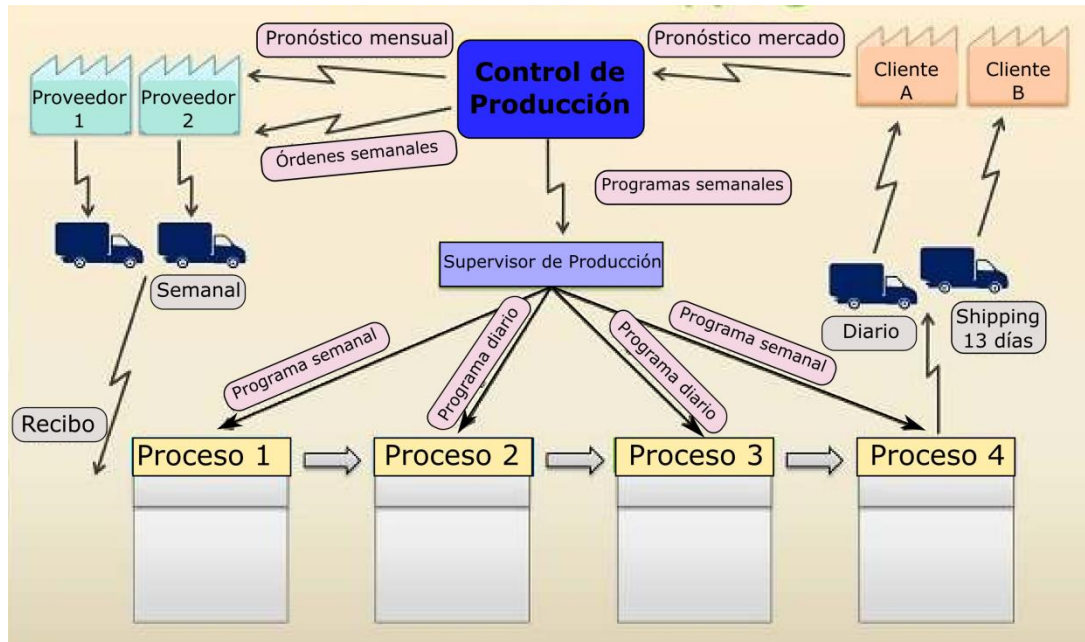 Pronóstico mensual
Pronóstico mercado
Control de
Producción
Proveedor
1
Proveedor
2
Cliente
A
Cliente
B
Órdenes semanales
Programas semanales
Supervisor de Producción
Semanal
Diario
Shipping
13 días
Programa semanal
Programa diario
Programa diario
Programa semanal
Recibo
Proceso 1
Proceso 2
Proceso 3
Proceso 4